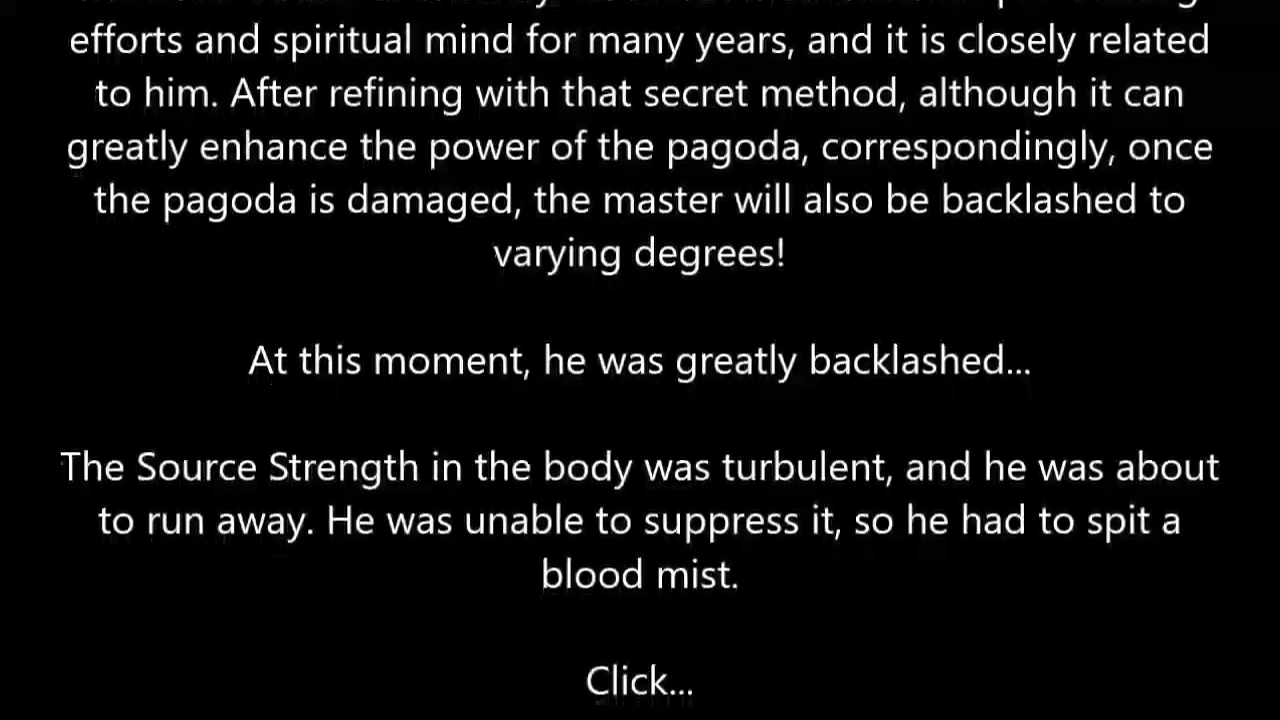 efforts and spiritual mind for many years, and it is closely related
to him. After refining with that secret method, although it can
greatly enhance the power of the pagoda, correspondingly, once
the pagoda is damaged, the master will also be backlashed to
varying degrees!
At this moment, he was greatly backlashed...
The Source Strength in the body was turbulent, and he was about
to run away. He was unable to suppress it, so he had to spit a
blood mist.
Click...